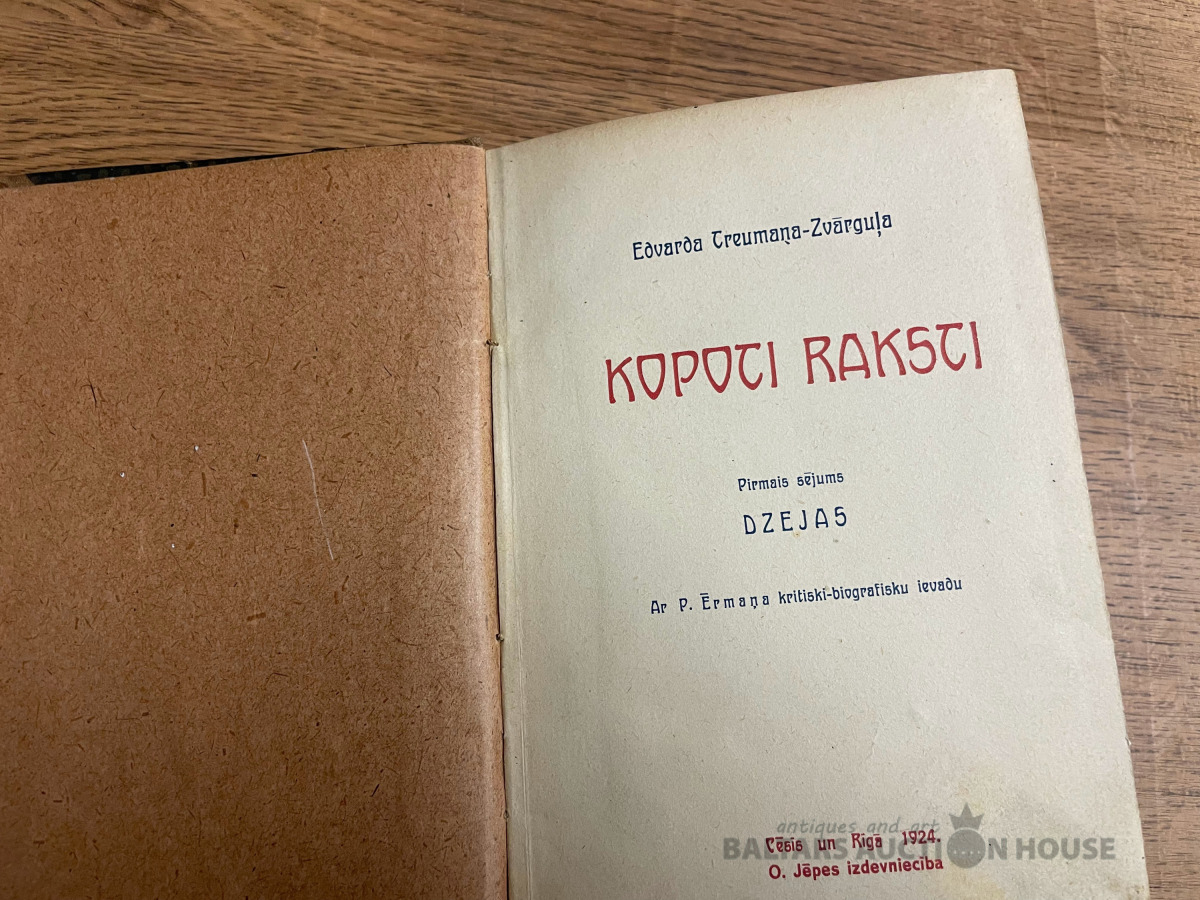 Edvarda Treumaņa-Zvārguļa
KOPOTI RAKSTI
Pirmais sējums
DZEJAS
Ar P. Ērmaņa kritiski-biografisku ievadu
antiques and art
BALTARS AUCTION HOUSE
Cēsis un Rīgā 1924.
O. Jēpes izdevniecība